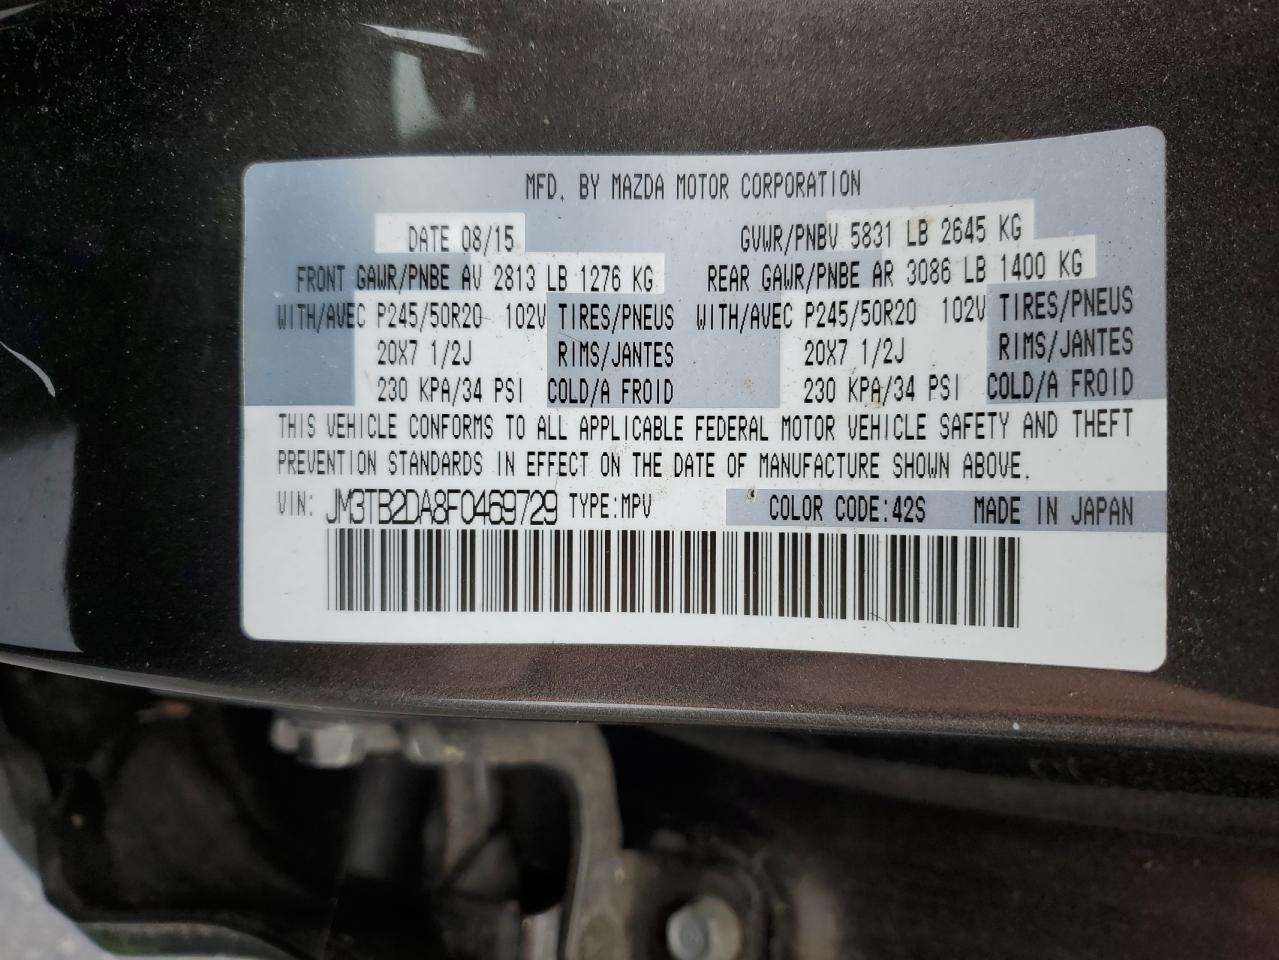 MFD. BY MAZDA MOTOR CORPORATION
DATE 08/15 GVWR/PNBV 5831 LB 2645 KG
FRONT GAWR/PNBE AV 2813 LB 1276 KG REAR GAWR/PNBE AR 3086 LB 1400 KG
WITH/AVEC P245/50R20 102V TIRES/PNEUS WITH/AVEC P245/50R20 102V TIRES/PNEUS
20X7 1/2J RIMS/JANTES 20X7 1/2J RIMS/JANTES
230 KPA/34 PSI COLD/A FROID 230 KPA/34 PSI COLD/A FROID
THIS VEHICLE CONFORMS TO ALL APPLICABLE FEDERAL MOTOR VEHICLE SAFETY AND THEFT
PREVENTION STANDARDS IN EFFECT ON THE DATE OF MANUFACTURE SHOWN ABOVE.
VIN: JM3TB2DA8F0469729 TYPE:MPV COLOR CODE:42S MADE IN JAPAN